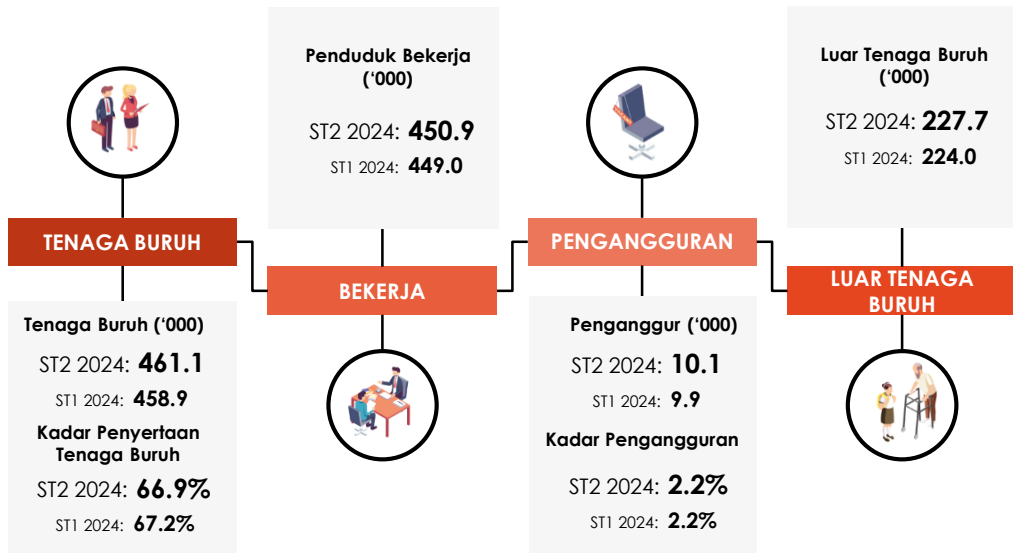 TENAGA BURUH
Tenaga Buruh (‘000)
ST2 2024: 461.1
ST1 2024: 458.9
Kadar Penyertaan
Tenaga Buruh
ST2 2024: 66.9%
ST1 2024: 67.2%
Penduduk Bekerja
(‘000)
ST2 2024: 450.9
ST1 2024: 449.0
BEKERJA
PENGANGGURAN
Penganggur (‘000)
ST2 2024: 10.1
ST1 2024: 9.9
Kadar Pengangguran
ST2 2024: 2.2%
ST1 2024: 2.2%
Luar Tenaga Buruh
(‘000)
ST2 2024: 227.7
ST1 2024: 224.0
LUAR TENAGA
BURUH